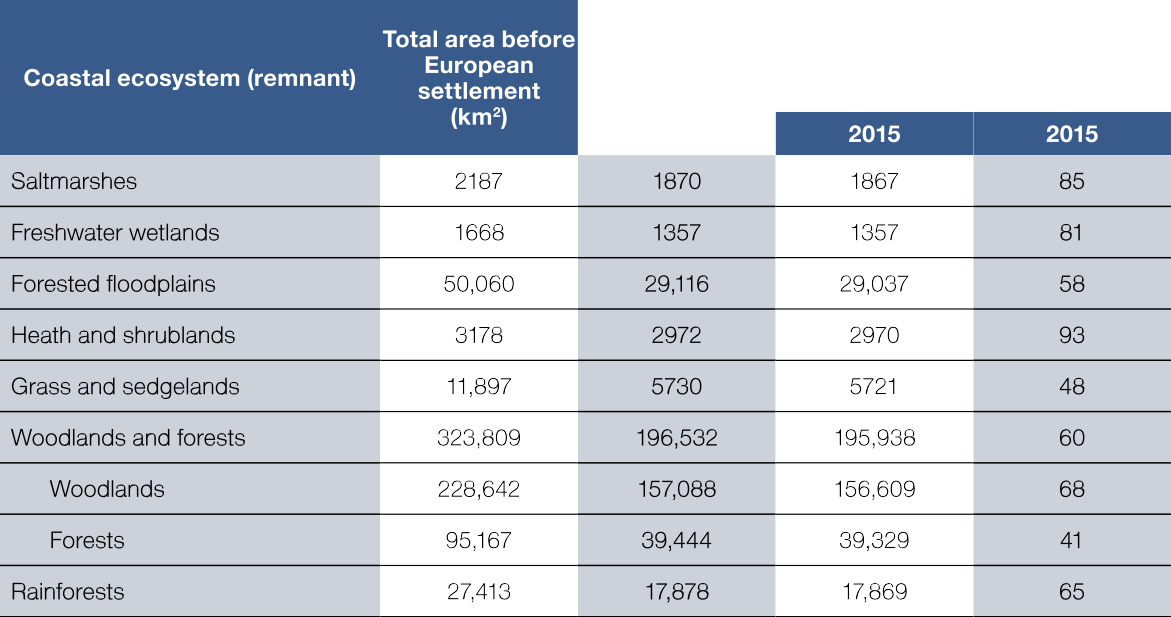 Coastal ecosystem (remnant)
Total area before
European
settlement
(km²)
2015 2015
Saltmarshes 2187 1870 1867 85
Freshwater wetlands 1668 1357 1357 81
Forested floodplains 50,060 29,116 29,037 58
Heath and shrublands 3178 2972 2970 93
Grass and sedgelands 11,897 5730 5721 48
Woodlands and forests 323,809 196,532 195,938 60
Woodlands 228,642 157,088 156,609 68
Forests 95,167 39,444 39,329 41
Rainforests 27,413 17,878 17,869 65